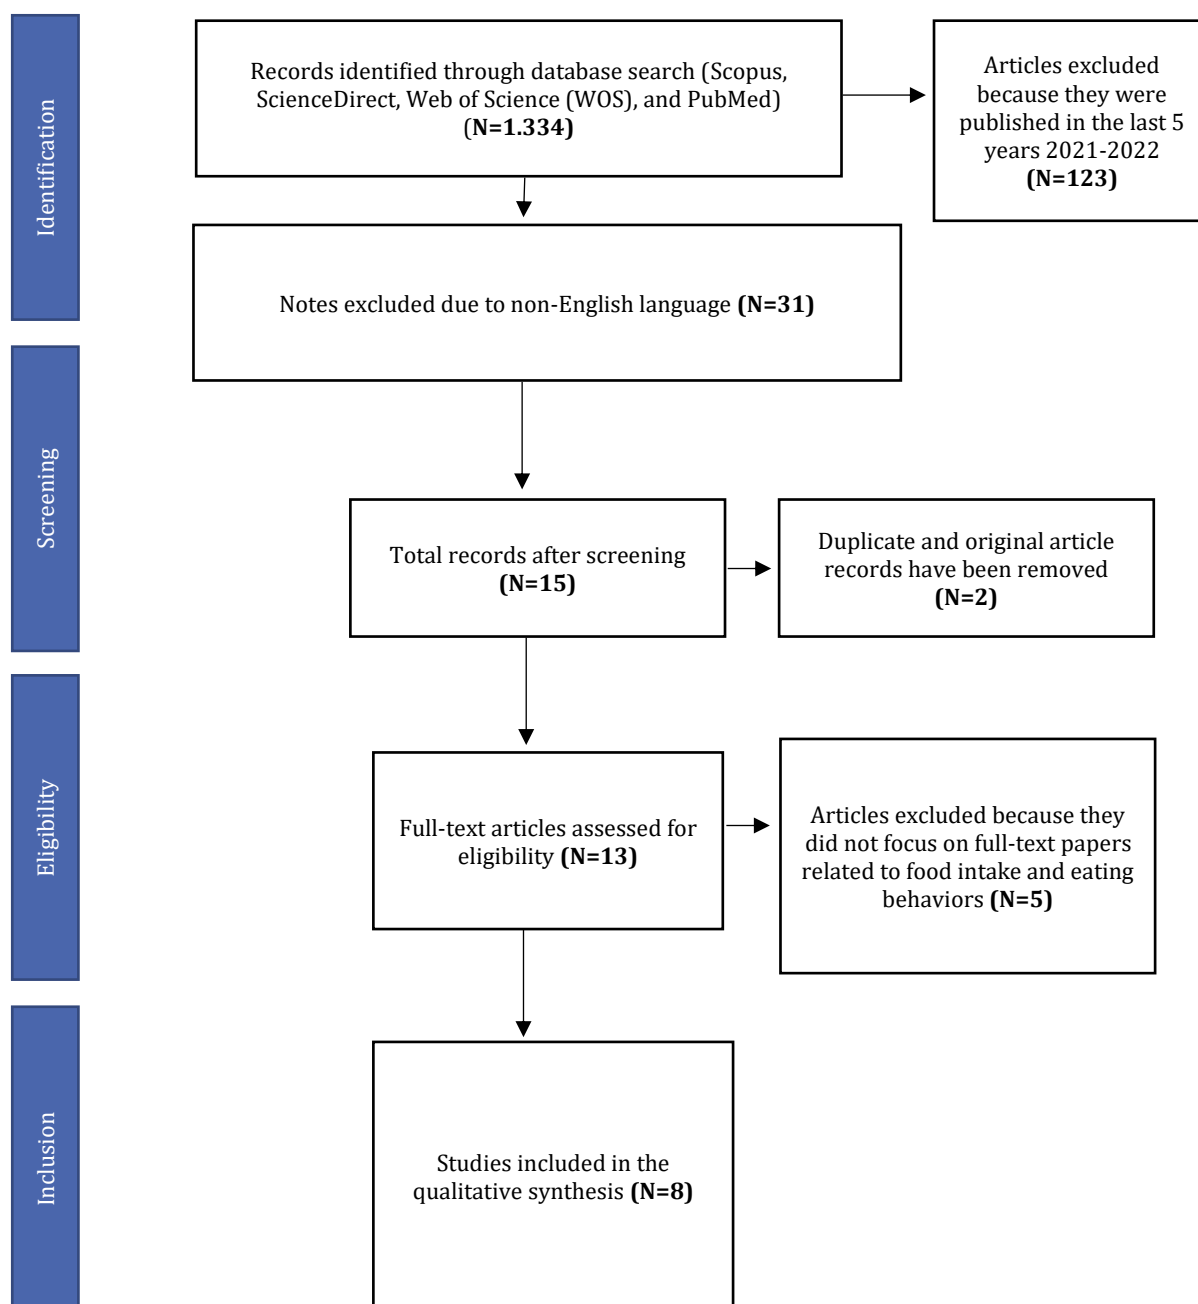 Identification
Records identified through database search (Scopus,
ScienceDirect, Web of Science (WOS), and PubMed)
(N=1.334)
Articles excluded
because they were
published in the last 5
years 2021-2022
(N=123)
Notes excluded due to non-English language (N=31)
Screening
Total records after screening
(N=15)
Duplicate and original article
records have been removed
(N=2)
Eligibility
Full-text articles assessed for
eligibility (N=13)
Articles excluded because they
did not focus on full-text papers
related to food intake and eating
behaviors (N=5)
Inclusion
Studies included in the
qualitative synthesis (N=8)